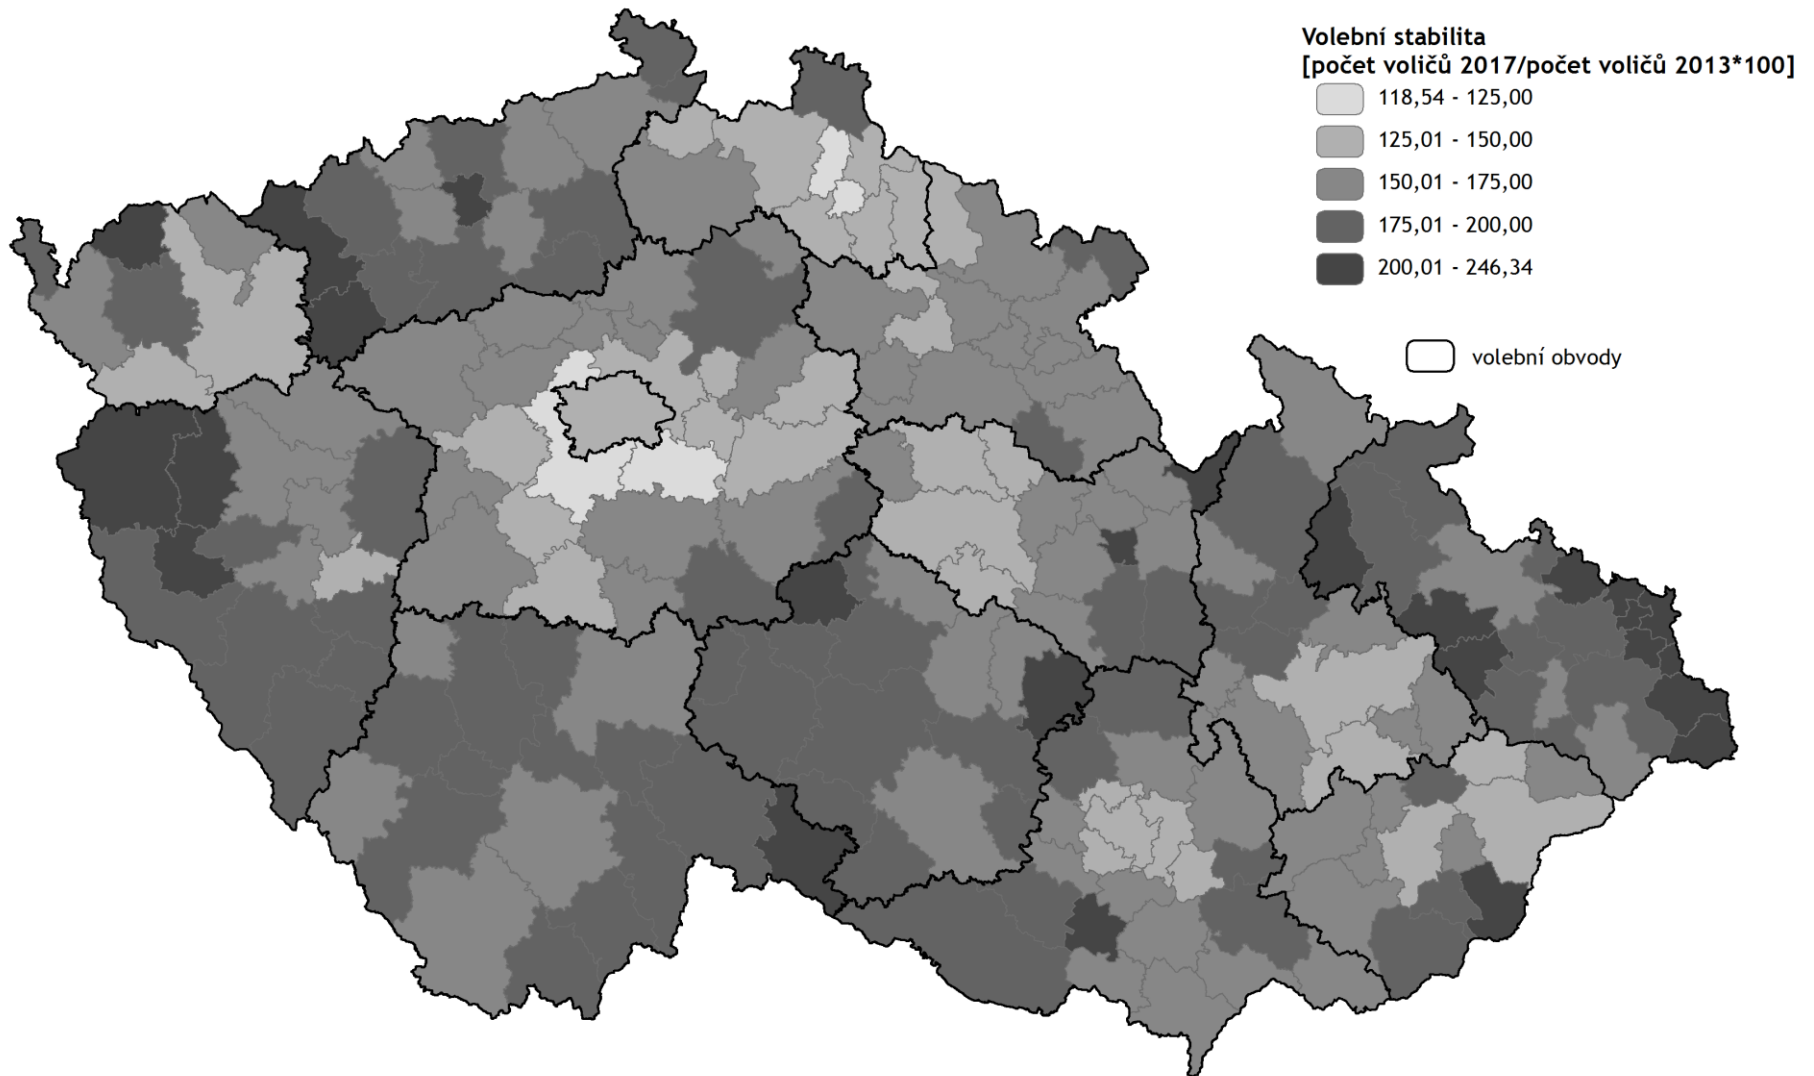 Volební stabilita
[počet voličů 2017/počet voličů 2013*100]
118,54 - 125,00
125,01 - 150,00
150,01 - 175,00
175,01 - 200,00
200,01 - 246,34
volební obvody